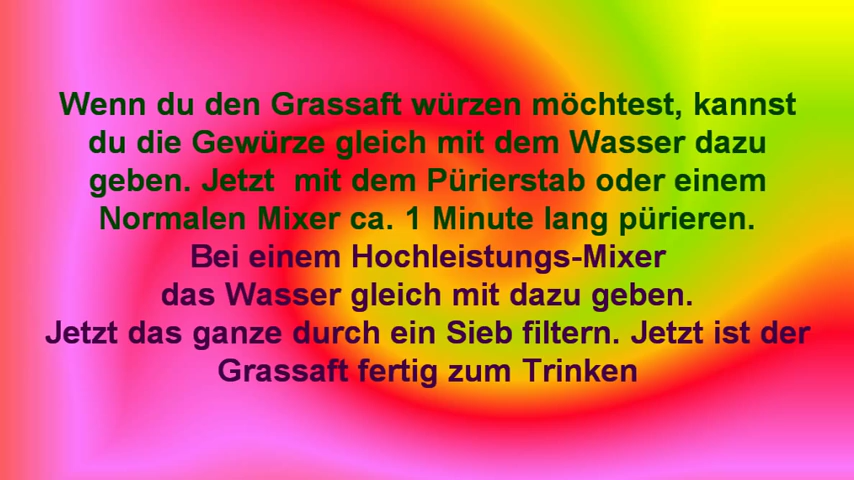 Wenn du den Grassaft würzen möchtest, kannst
du die Gewürze gleich mit dem Wasser dazu
geben. Jetzt  mit dem Pürierstab oder einem
Normalen Mixer ca. 1 Minute lang pürieren.
Bei einem Hochleistungs-Mixer
das Wasser gleich mit dazu geben.
Jetzt das ganze durch ein Sieb filtern. Jetzt ist der
Grassaft fertig zum Trinken